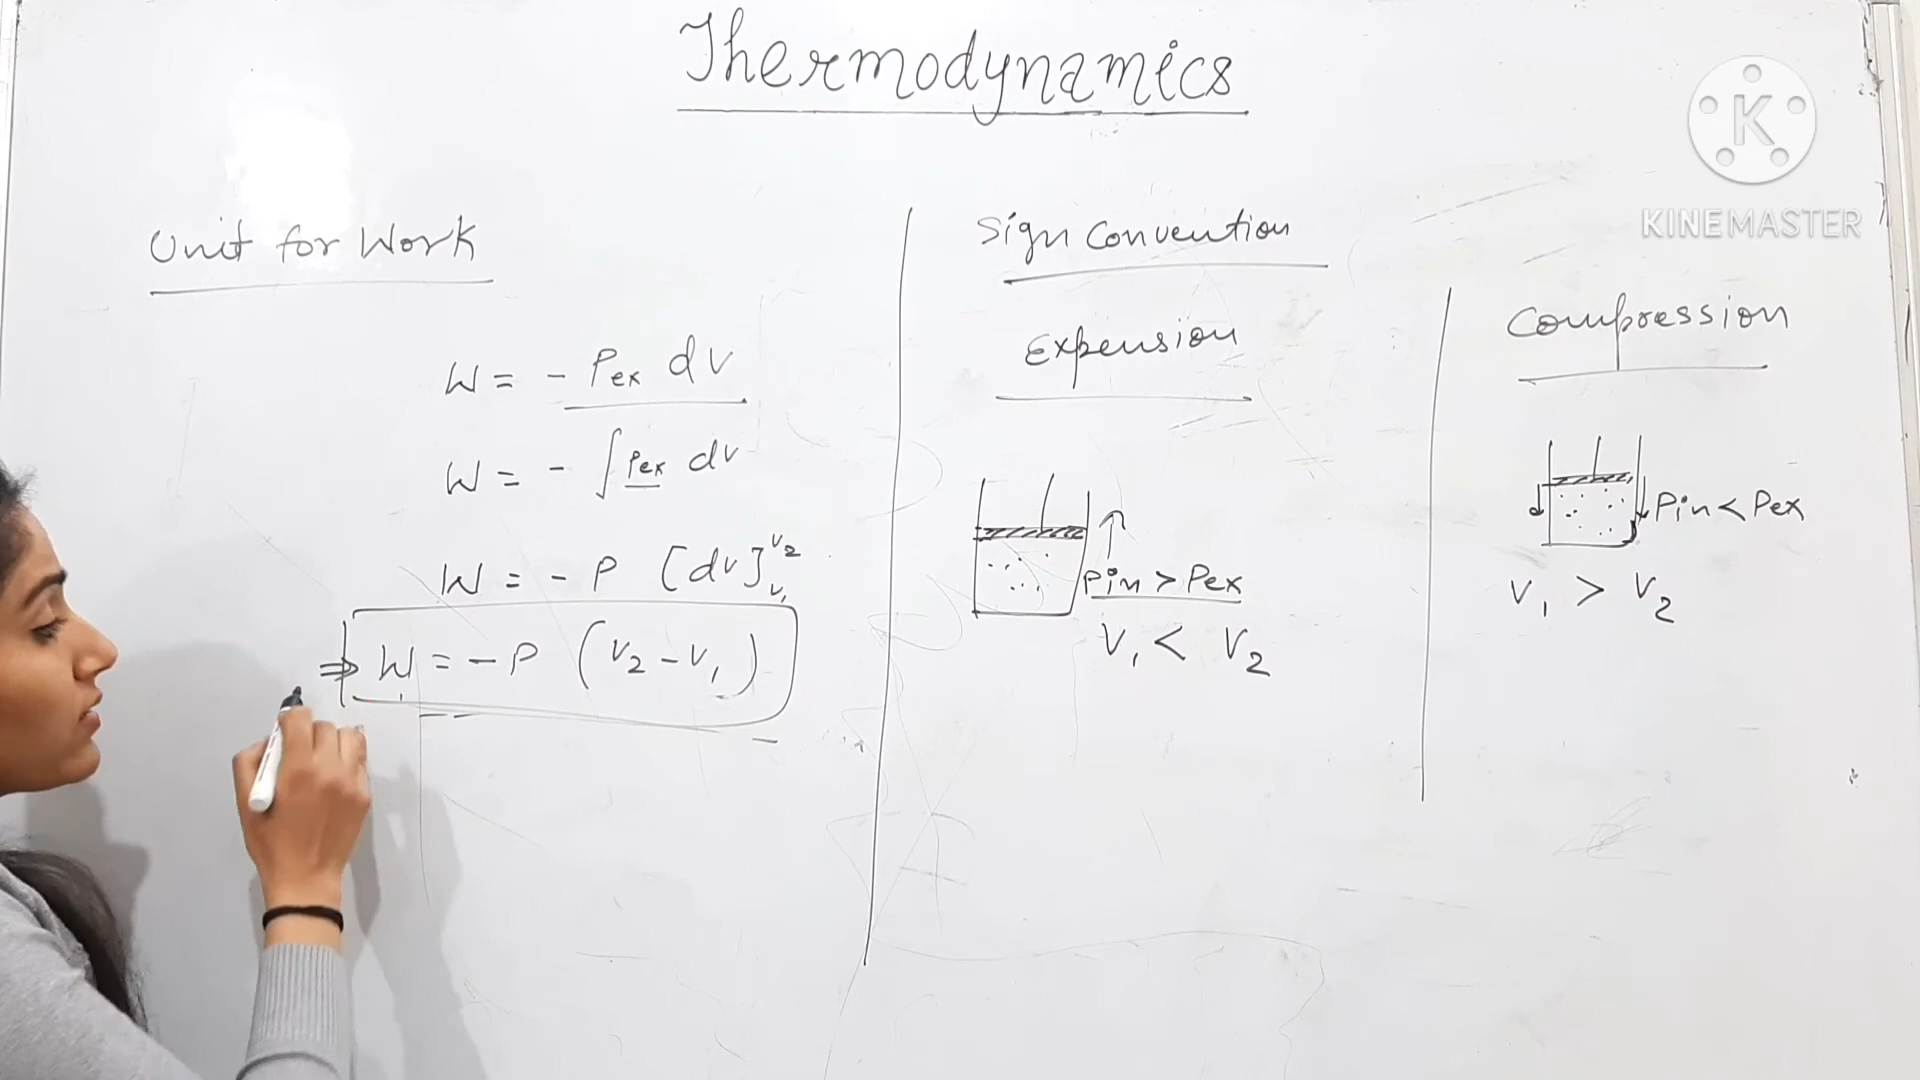 Thermodynamics
K
KINEMASTER
Unit for Work
W = - Pex dv
W = - ∫ Pex dv
W = - P [dv]v₁^v₂
⇒ W = - P (v₂ - v₁)
Sign Convention
Expension
Pin > Pex
V₁ < V₂
Compression
Pin < Pex
V₁ > V₂